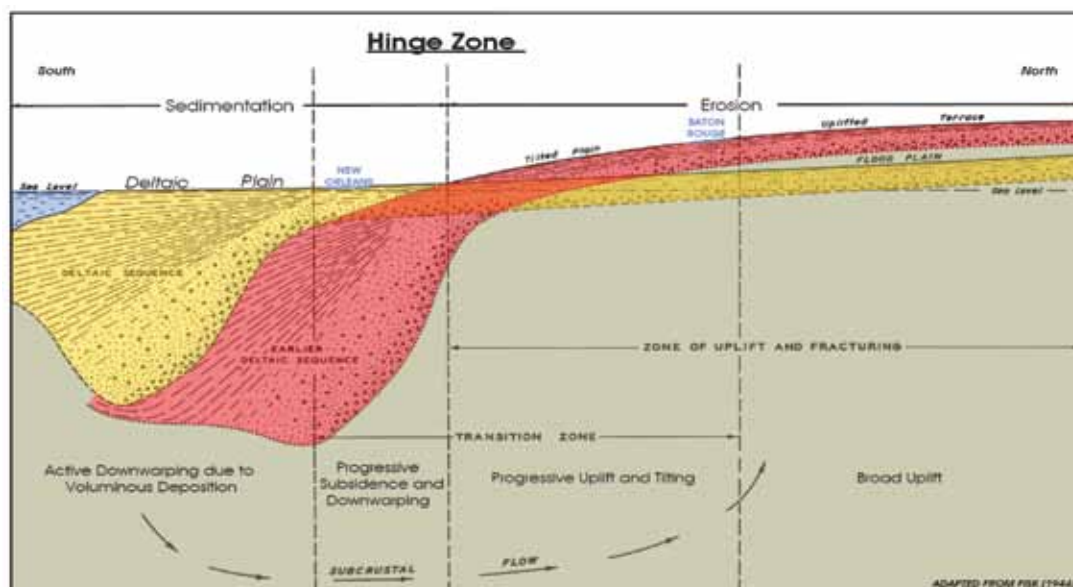 Hinge Zone
South
North
Sedimentation
Erosion
BATON
ROUGE
Uplifted Terrace
Tilted Plain
FLOOD PLAIN
NEW
ORLEANS
Sea Level
Deltaic Plain
Sea Level
DELTAIC SEQUENCE
EARLIER
DELTAIC SEQUENCE
ZONE OF UPLIFT AND FRACTURING
TRANSITION ZONE
Active Downwarping due to
Voluminous Deposition
Progressive
Subsidence and
Downwarping
Progressive Uplift and Tilting
Broad Uplift
SUBCRUSTAL FLOW
ADAPTED FROM FISK (1944